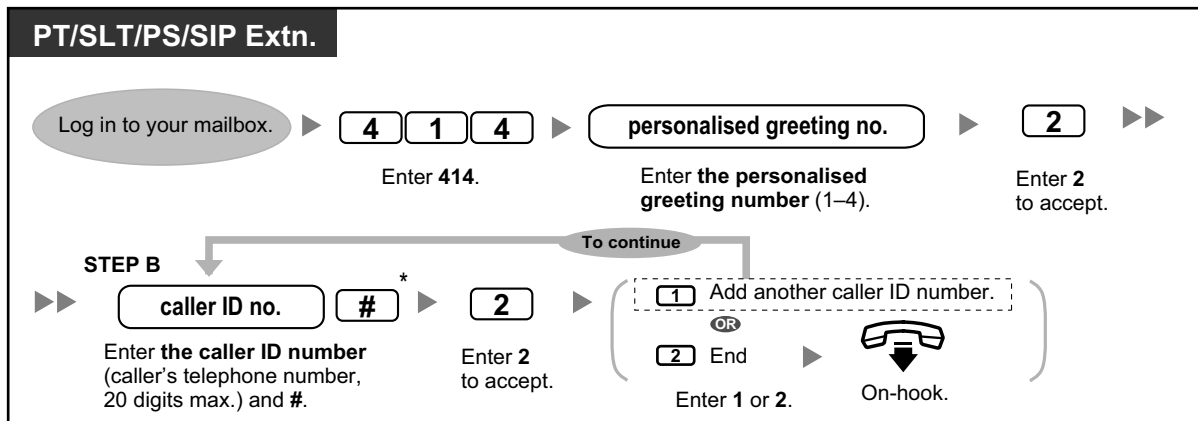 PT/SLT/PS/SIP Extn.
Log in to your mailbox.
4 1 4
Enter 414.
personalised greeting no.
Enter the personalised
greeting number (1–4).
2
Enter 2
to accept.
To continue
STEP B
caller ID no. # *
Enter the caller ID number
(caller's telephone number,
20 digits max.) and #.
2
Enter 2
to accept.
1 Add another caller ID number.
OR
2 End
Enter 1 or 2.
On-hook.